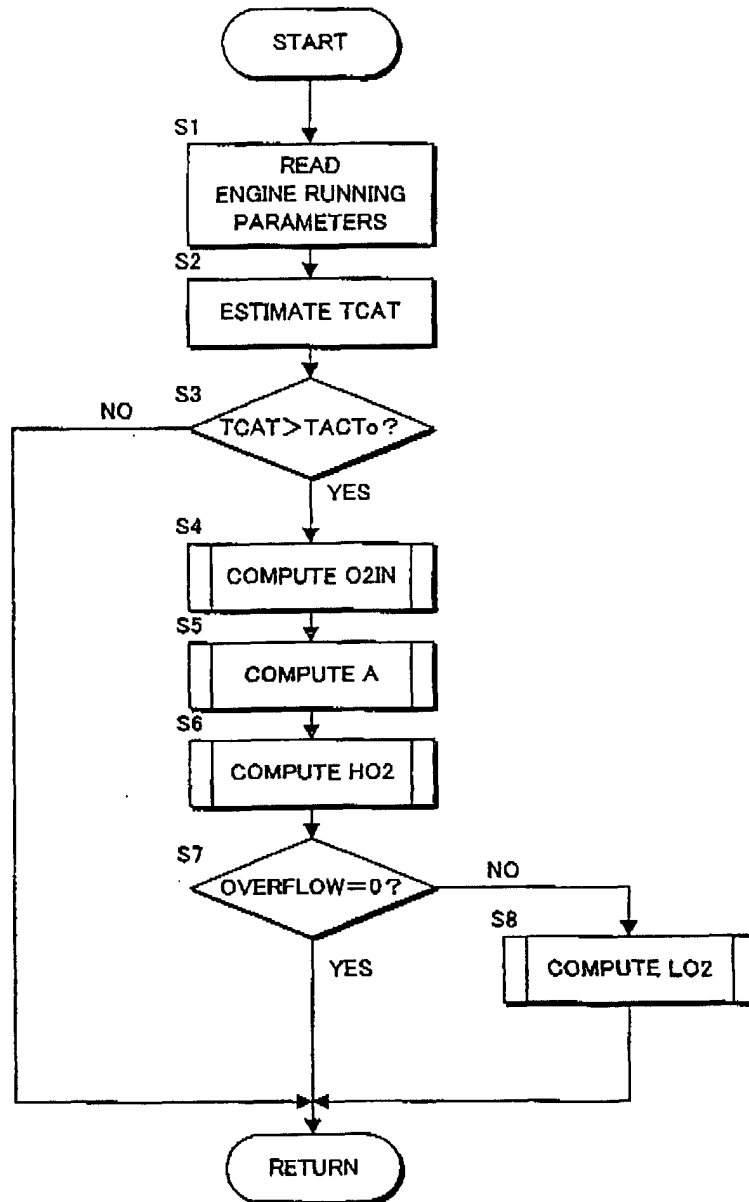 START
S1
READ
ENGINE RUNNING
PARAMETERS
S2
ESTIMATE TCAT
S3
NO
TCAT>TACTo?
YES
S4
COMPUTE O2IN
S5
COMPUTE A
S6
COMPUTE HO2
S7
OVERFLOW=0?
NO
YES
S8
COMPUTE LO2
RETURN